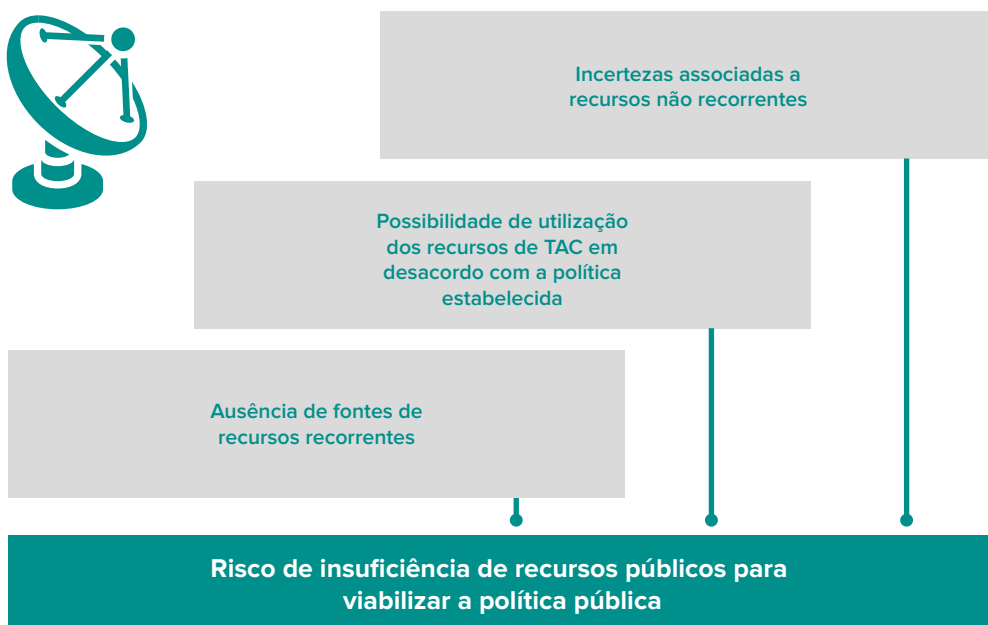 Incertezas associadas a
recursos não recorrentes
Possibilidade de utilização
dos recursos de TAC em
desacordo com a política
estabelecida
Ausência de fontes de
recursos recorrentes
Risco de insuficiência de recursos públicos para
viabilizar a política pública